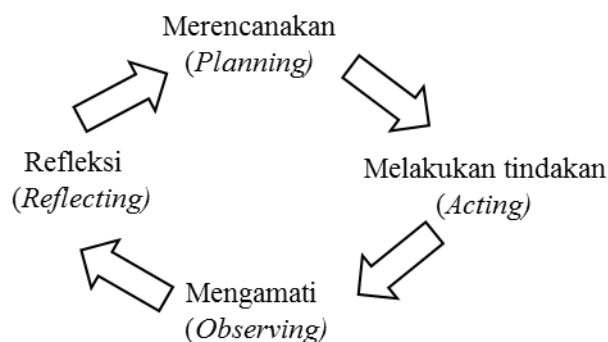 Merencanakan
(Planning)
Melakukan tindakan
(Acting)
Mengamati
(Observing)
Refleksi
(Reflecting)